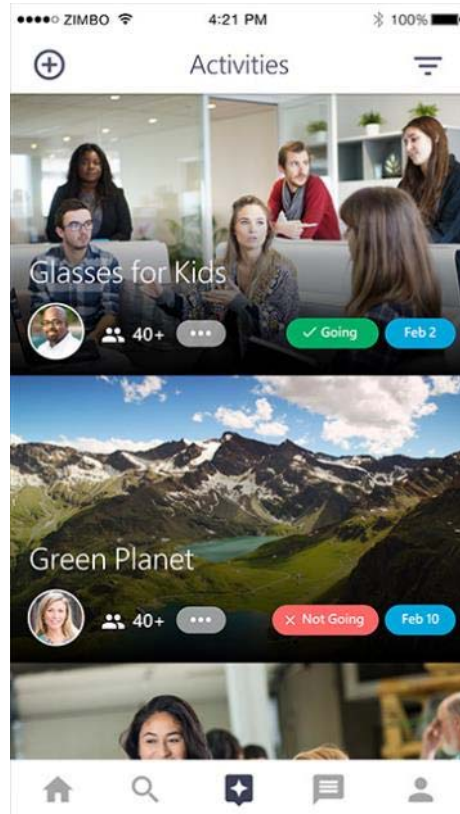 ZIMBO 4:21 PM 100%
Activities
Glasses for Kids
40+ Going Feb 2
Green Planet
40+ Not Going Feb 10